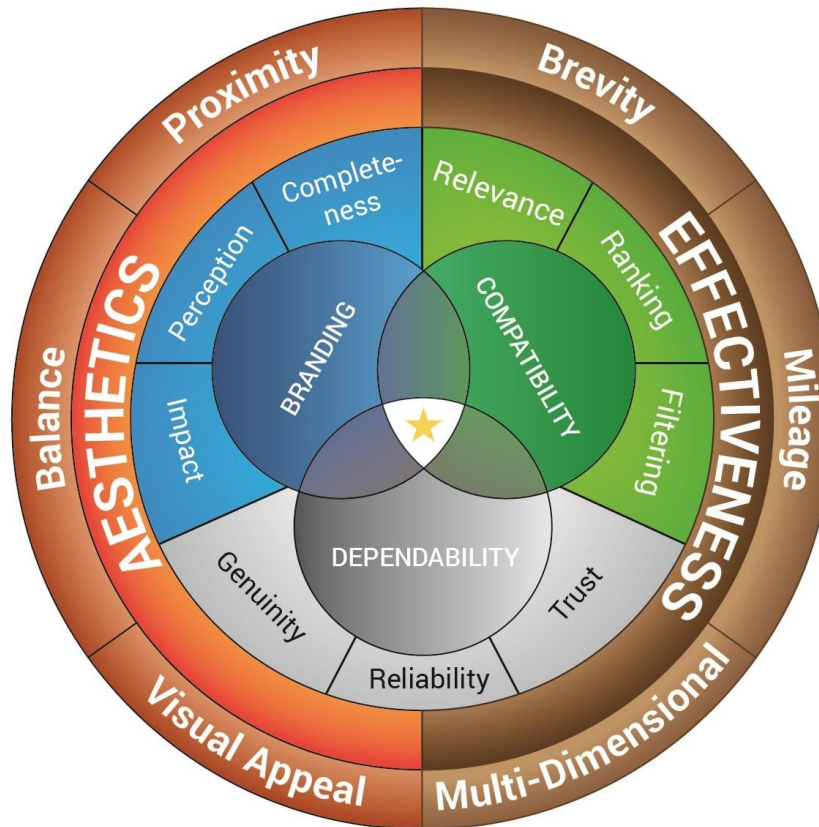 Proximity
Brevity
Balance
Mileage
Visual Appeal
Multi-Dimensional
AESTHETICS
EFFECTIVENESS
Complete-
ness
Perception
Impact
Relevance
Ranking
Filtering
Genuinity
Reliability
Trust
BRANDING
COMPATIBILITY
DEPENDABILITY